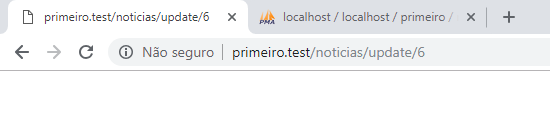 primeiro.test/noticias/update/6
PMA localhost / localhost / primeiro /
Não seguro primeiro.test/noticias/update/6